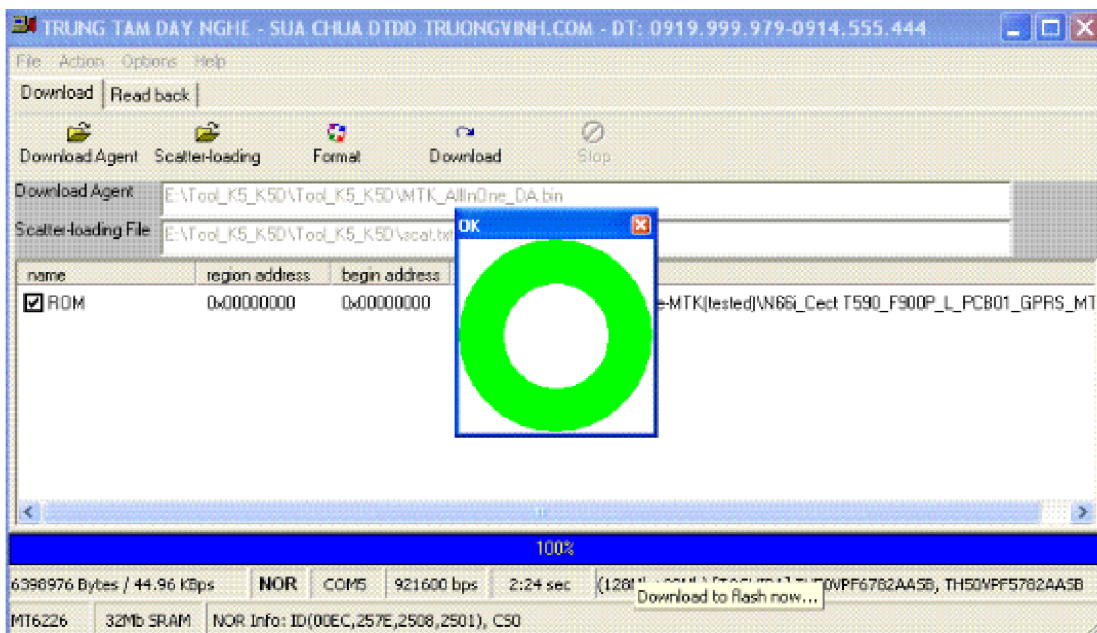 TRUNG TAM DAY NGHE - SUA CHUA DTDD TRUONGVINH.COM - DT: 0919.999.979-0914.555.444
File Action Options Help
Download Read back
Download Agent Scatter-loading Format Download Stop
Download Agent E:\Tool_K5_K5D\Tool_K5_K5D\MTK_AllInOne_DA.bin
Scatter-loading File E:\Tool_K5_K5D\Tool_K5_K5D\scat.txt
OK
name region address begin address
ROM 0x00000000 0x00000000 e-MTK(tested)\N66i_Cect T590_F900P_L_PCB01_GPRS_MT
100%
6398976 Bytes / 44.96 KBps NOR COM5 921600 bps 2:24 sec TH50VPF5782AASB
Download to flash now...
MT6226 32Mb SRAM NOR Info: ID(00EC,257E,2508,2501), CS0